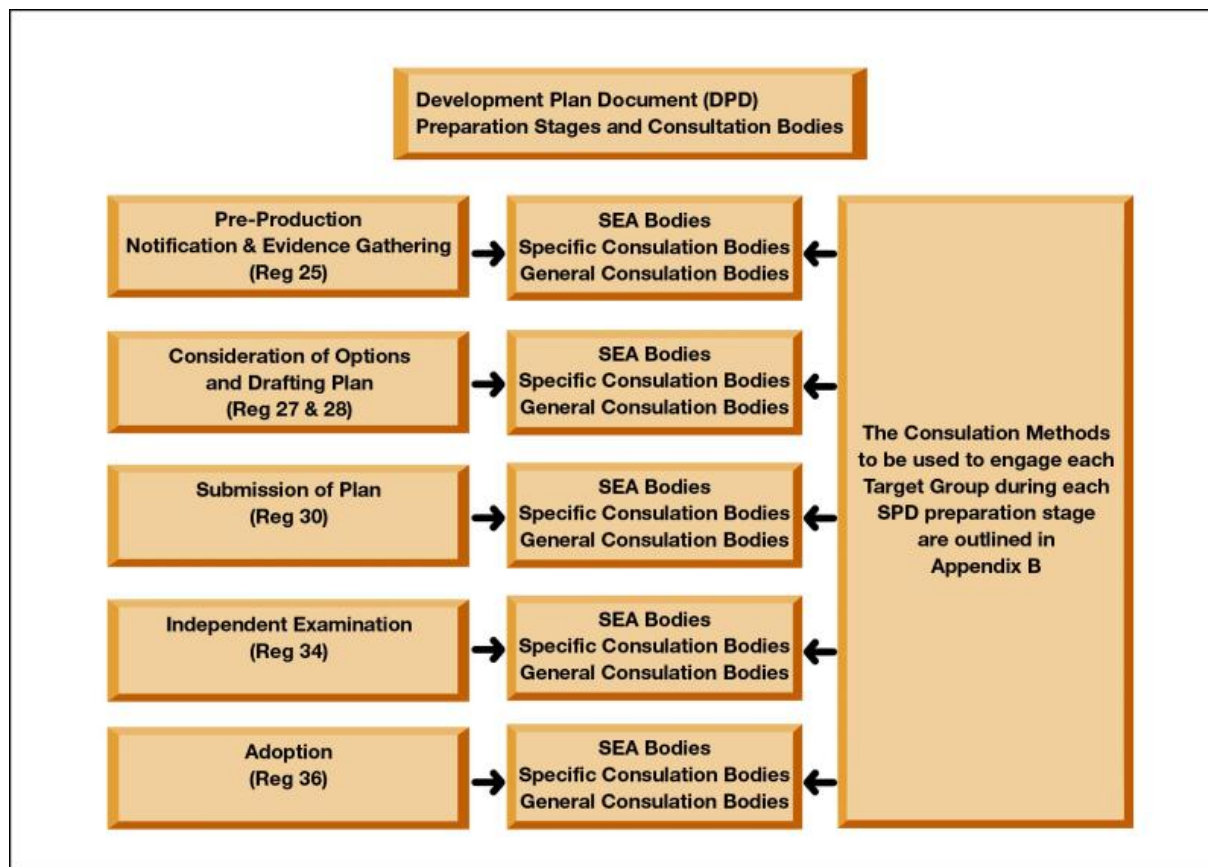 Development Plan Document (DPD)
Preparation Stages and Consultation Bodies
Pre-Production
Notification & Evidence Gathering
(Reg 25)
SEA Bodies
Specific Consulation Bodies
General Consulation Bodies
Consideration of Options
and Drafting Plan
(Reg 27 & 28)
SEA Bodies
Specific Consulation Bodies
General Consulation Bodies
Submission of Plan
(Reg 30)
SEA Bodies
Specific Consulation Bodies
General Consulation Bodies
Independent Examination
(Reg 34)
SEA Bodies
Specific Consulation Bodies
General Consulation Bodies
Adoption
(Reg 36)
SEA Bodies
Specific Consulation Bodies
General Consulation Bodies
The Consulation Methods
to be used to engage each
Target Group during each
SPD preparation stage
are outlined in
Appendix B